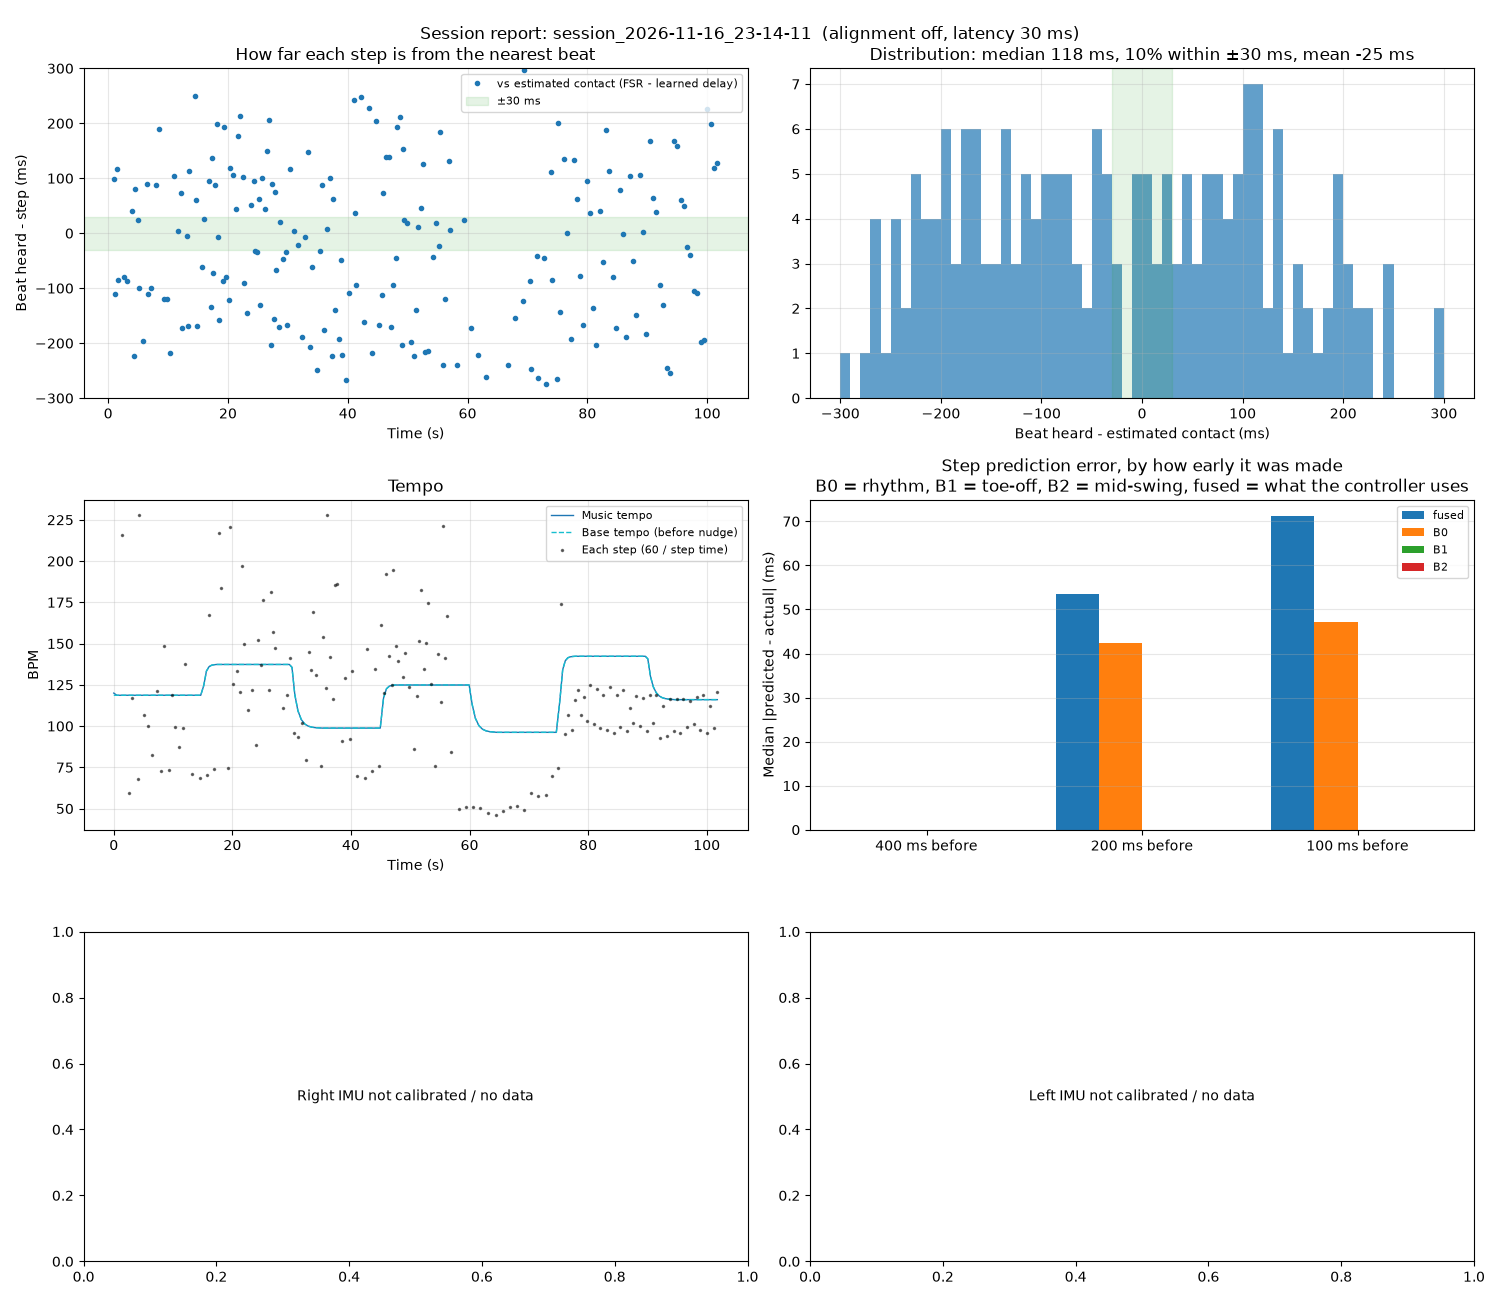 Session report: session_2026-11-16_23-14-11  (alignment off, latency 30 ms)
How far each step is from the nearest beat
300
200
100
0
−100
−200
−300
Beat heard - step (ms)
vs estimated contact (FSR - learned delay)
±30 ms
0
20
40
60
80
100
Time (s)
Distribution: median 118 ms, 10% within ±30 ms, mean -25 ms
7
6
5
4
3
2
1
0
−300
−200
−100
0
100
200
300
Beat heard - estimated contact (ms)
Tempo
225
200
175
150
125
100
75
50
BPM
Music tempo
Base tempo (before nudge)
Each step (60 / step time)
0
20
40
60
80
100
Time (s)
Step prediction error, by how early it was made
B0 = rhythm, B1 = toe-off, B2 = mid-swing, fused = what the controller uses
70
60
50
40
30
20
10
0
Median |predicted - actual| (ms)
fused
B0
B1
B2
400 ms before
200 ms before
100 ms before
1.0
0.8
0.6
0.4
0.2
0.0
Right IMU not calibrated / no data
0.0
0.2
0.4
0.6
0.8
1.0
1.0
0.8
0.6
0.4
0.2
0.0
Left IMU not calibrated / no data
0.0
0.2
0.4
0.6
0.8
1.0